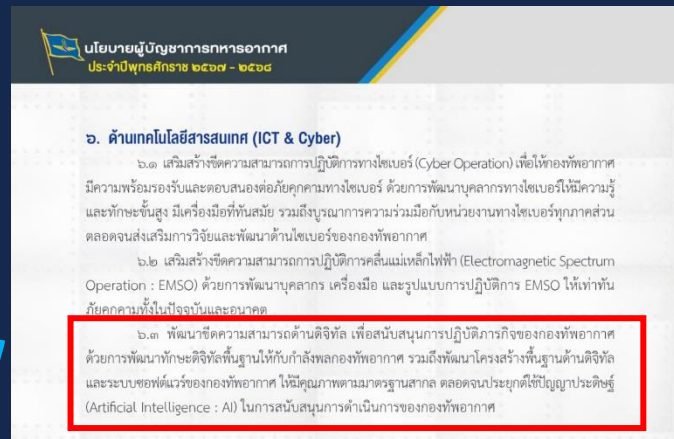 นโยบายผู้บัญชาการทหารอากาศ
ประจำปีพุทธศักราช ๒๕๖๗ - ๒๕๖๘
๖. ด้านเทคโนโลยีสารสนเทศ (ICT & Cyber)
๖.๑ เสริมสร้างขีดความสามารถการปฏิบัติการทางไซเบอร์ (Cyber Operation) เพื่อให้กองทัพอากาศ
มีความพร้อมรองรับและตอบสนองต่อภัยคุกคามทางไซเบอร์ ด้วยการพัฒนาบุคลากรทางไซเบอร์ให้มีความรู้
และทักษะขั้นสูง มีเครื่องมือที่ทันสมัย รวมถึงบูรณาการความร่วมมือกับหน่วยงานทางไซเบอร์ทุกภาคส่วน
ตลอดจนส่งเสริมการวิจัยและพัฒนาด้านไซเบอร์ของกองทัพอากาศ
๖.๒ เสริมสร้างขีดความสามารถการปฏิบัติการคลื่นแม่เหล็กไฟฟ้า (Electromagnetic Spectrum
Operation : EMSO) ด้วยการพัฒนาบุคลากร เครื่องมือ และรูปแบบการปฏิบัติการ EMSO ให้เท่าทัน
ภัยคุกคามทั้งในปัจจุบันและอนาคต
๖.๓ พัฒนาขีดความสามารถด้านดิจิทัล เพื่อสนับสนุนการปฏิบัติภารกิจของกองทัพอากาศ
ด้วยการพัฒนาทักษะดิจิทัลพื้นฐานให้กับกำลังพลกองทัพอากาศ รวมถึงพัฒนาโครงสร้างพื้นฐานด้านดิจิทัล
และระบบซอฟต์แวร์ของกองทัพอากาศ ให้มีคุณภาพตามมาตรฐานสากล ตลอดจนประยุกต์ใช้ปัญญาประดิษฐ์
(Artificial Intelligence : AI) ในการสนับสนุนการดำเนินการของกองทัพอากาศ